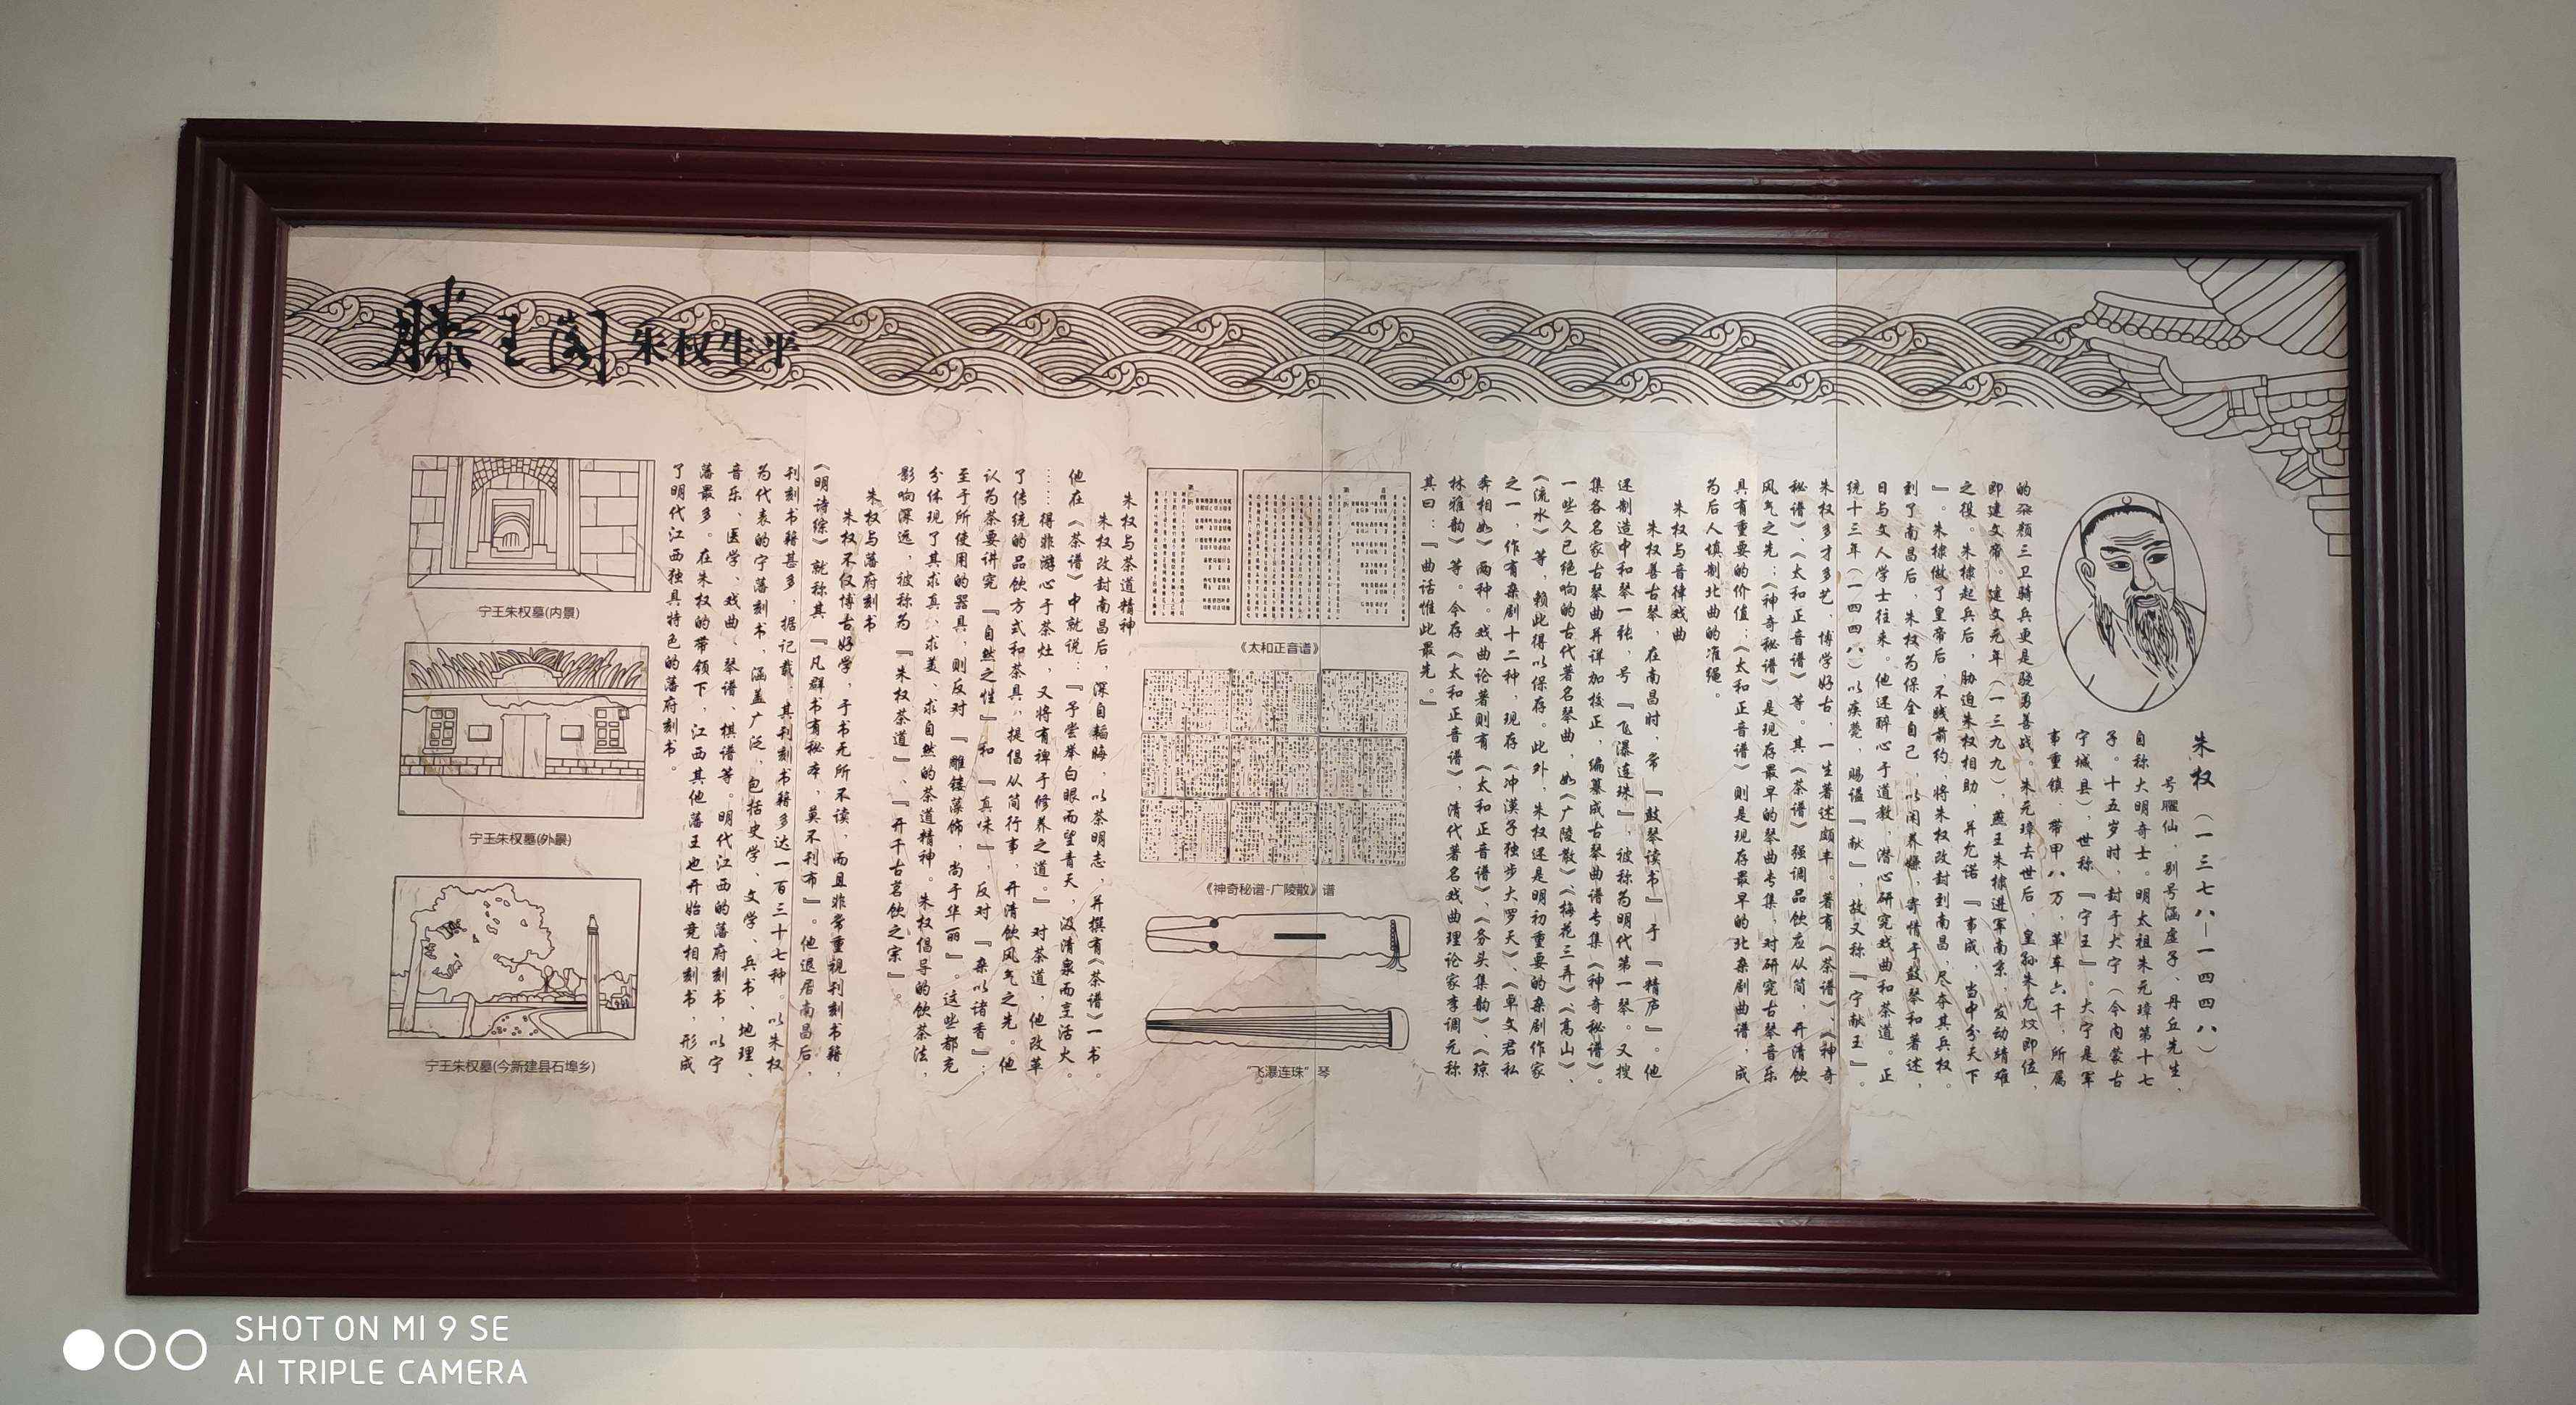 滕王阁 朱权生平
朱权（一三七八—一四四八）
号臞仙，别号涵虚子、丹丘先生，
自称大明奇士。明太祖朱元璋第十七
子。十五岁时，封于大宁（今内蒙古
宁城县），世称『宁王』。大宁是军
事重镇，带甲八万，革车六千，所属
的朵颜三卫骑兵更是骁勇善战。朱元璋去世后，皇孙朱允炆即位，
即建文帝。建文元年（一三九九），燕王朱棣进军南京，发动靖难
之役。朱棣起兵后，胁迫朱权相助，并允诺『事成，当中分天下
』。朱棣做了皇帝后，不践前约，将朱权改封到南昌，尽夺其兵权。
到了南昌后，朱权为保全自己，以闲养嫌，寄情于鼓琴和著述，
日与文人学士往来。他还醉心于道教，潜心研究戏曲和茶道。正
统十三年（一四四八）以疾薨，赐谥『献』，故又称『宁献王』。
朱权多才多艺，博学好古，一生著述颇丰。著有《茶谱》、《神奇
秘谱》、《太和正音谱》等。其《茶谱》强调品饮应从简，开清饮
风气之先；《神奇秘谱》是现存最早的琴曲专集，对研究古琴音乐
具有重要的价值；《太和正音谱》则是现存最早的北杂剧曲谱，成
为后人填制北曲的准绳。
朱权与音律戏曲
朱权善古琴，在南昌时，常『鼓琴读书』于『精庐』。他
还制造中和琴一张，号『飞瀑连珠』，被称为明代第一琴。又搜
集各名家古琴曲并详加校正，编纂成古琴曲谱专集《神奇秘谱》。
一些久已绝响的古代著名琴曲，如《广陵散》、《梅花三弄》、《高山》、
《流水》等，赖此得以保存。此外，朱权还是明初重要的杂剧作家
之一，作有杂剧十二种，现存《冲漠子独步大罗天》、《卓文君私
奔相如》两种。戏曲论著则有《太和正音谱》、《务头集韵》、《琼
林雅韵》等。今存《太和正音谱》，清代著名戏曲理论家李调元称
其曰：『曲话惟此最先。』
《太和正音谱》
《神奇秘谱-广陵散》谱
“飞瀑连珠”琴
朱权与茶道精神
朱权改封南昌后，深自韬晦，以茶明志，并撰有《茶谱》一书。
他在《茶谱》中就说：『予尝举白眼而望青天，汲清泉而烹活火。
……得非游心于茶灶，又将有裨于修养之道。』对茶道，他改革
了传统的品饮方式和茶具，提倡从简行事，开清饮风气之先。他
认为茶要讲究『自然之性』和『真味』，反对『杂以诸香』；
至于所使用的器具，则反对『雕镂藻饰，尚于华丽』。这些都充
分体现了其求真、求美、求自然的茶道精神。朱权倡导的饮茶法，
影响深远，被称为『朱权茶道』、『开千古茗饮之宗』
朱权与藩府刻书
朱权不仅博古好学，于书无所不读，而且非常重视刊刻书籍，
《明诗综》就称其『凡群书有秘本，莫不刊布』。他退居南昌后，
刊刻书籍甚多，据记载，其刊刻书籍多达一百三十七种。以朱权
为代表的宁藩刻书，涵盖广泛，包括史学、文学、兵书、地理、
音乐、医学、戏曲、琴谱、棋谱等。明代江西的藩府刻书，以宁
藩最多。在朱权的带领下，江西其他藩王也开始竞相刻书，形成
了明代江西独具特色的藩府刻书。
宁王朱权墓(内景)
宁王朱权墓(外景)
宁王朱权墓(今新建县石埠乡)
SHOT ON MI 9 SE
AI TRIPLE CAMERA